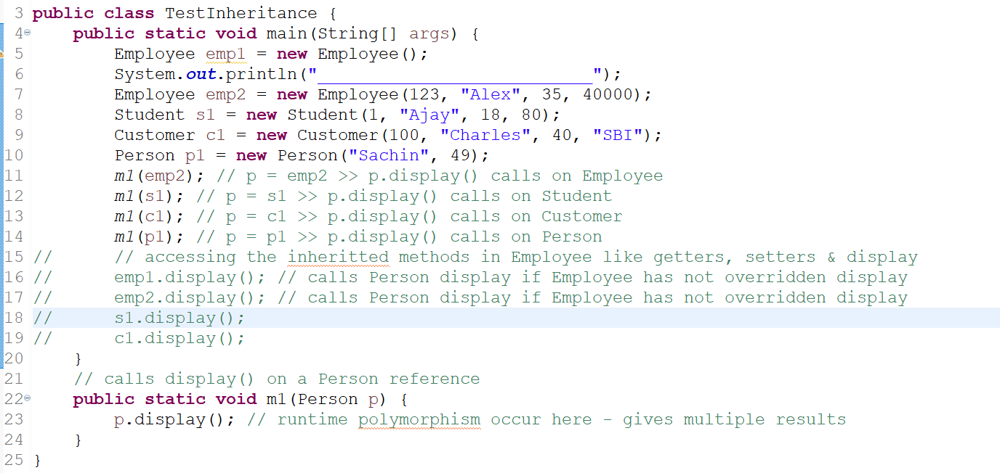 3 public class TestInheritance {
4 public static void main(String[] args) {
5 Employee emp1 = new Employee();
6 System.out.println("___________________________");
7 Employee emp2 = new Employee(123, "Alex", 35, 40000);
8 Student s1 = new Student(1, "Ajay", 18, 80);
9 Customer c1 = new Customer(100, "Charles", 40, "SBI");
10 Person p1 = new Person("Sachin", 49);
11 m1(emp2); // p = emp2 >> p.display() calls on Employee
12 m1(s1); // p = s1 >> p.display() calls on Student
13 m1(c1); // p = c1 >> p.display() calls on Customer
14 m1(p1); // p = p1 >> p.display() calls on Person
15 // // accessing the inheritted methods in Employee like getters, setters & display
16 // emp1.display(); // calls Person display if Employee has not overridden display
17 // emp2.display(); // calls Person display if Employee has not overridden display
18 // s1.display();
19 // c1.display();
20 }
21 // calls display() on a Person reference
22 public static void m1(Person p) {
23 p.display(); // runtime polymorphism occur here - gives multiple results
24 }
25 }